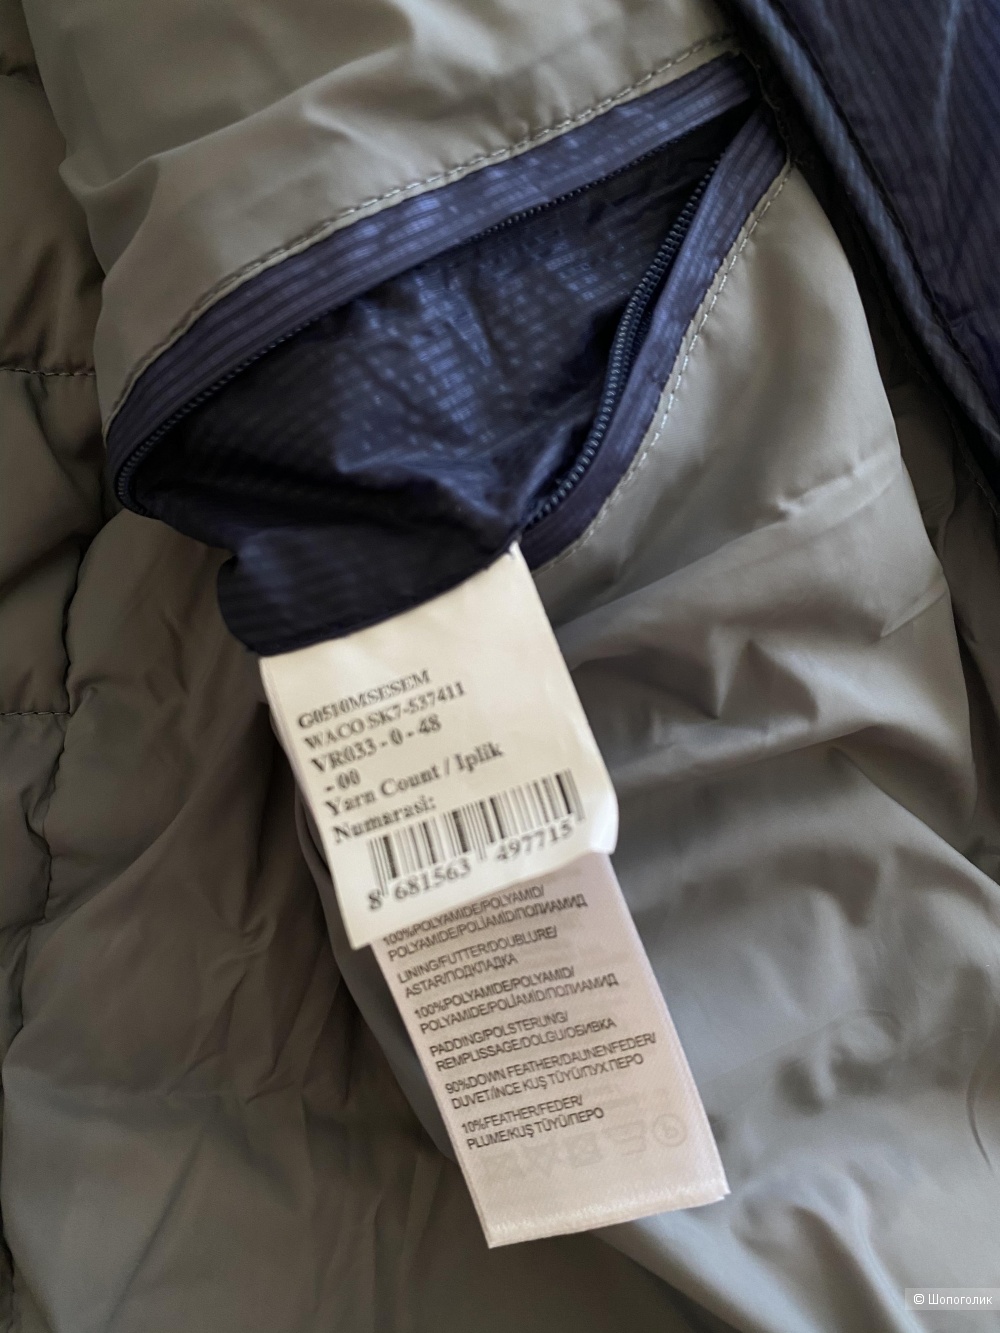 G0510MSESEM
WACO SK7-537411
VR033 - 0 - 48
- 00
Yarn Count / Iplik
Numarasi:
8 681563 497715
100%POLYAMIDE/POLYAMID/
POLYAMIDE/POLİAMİD/ПОЛИАМИД
LINING/FUTTER/DOUBLURE/
ASTAR/ПОДКЛАДКА
100%POLYAMIDE/POLYAMID/
POLYAMIDE/POLİAMİD/ПОЛИАМИД
PADDING/POLSTERUNG/
REMPLISSAGE/DOLGU/ОБИВКА
90%DOWN FEATHER/DAUNENFEDER/
DUVET/İNCE KUŞ TÜYÜ/ПУХ ПЕРО
10%FEATHER/FEDER/
PLUME/KUŞ TÜYÜ/ПЕРО
© Шопоголик